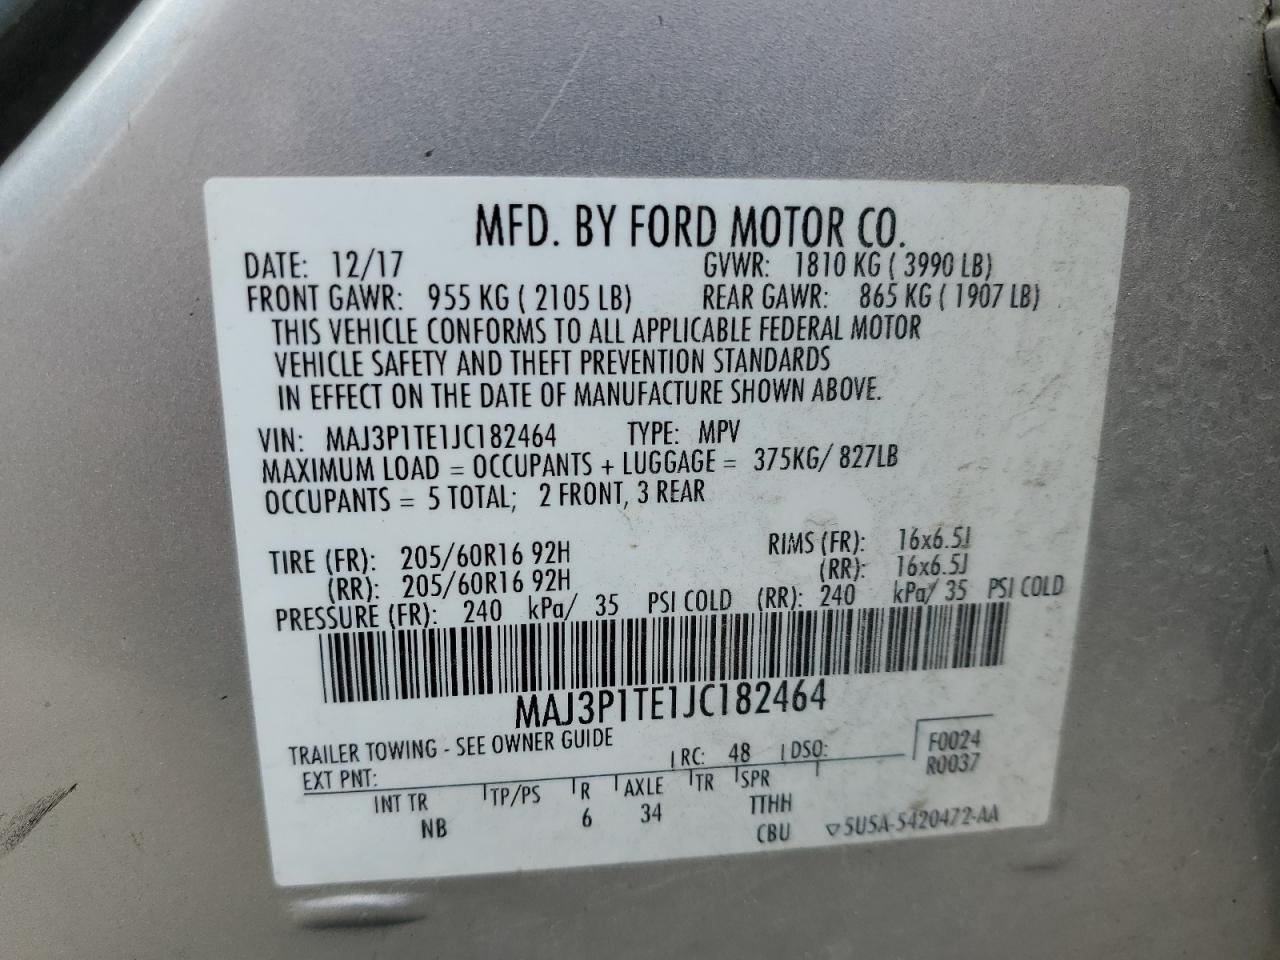 MFD. BY FORD MOTOR CO.
DATE: 12/17 GVWR: 1810 KG ( 3990 LB)
FRONT GAWR: 955 KG ( 2105 LB) REAR GAWR: 865 KG ( 1907 LB)
THIS VEHICLE CONFORMS TO ALL APPLICABLE FEDERAL MOTOR
VEHICLE SAFETY AND THEFT PREVENTION STANDARDS
IN EFFECT ON THE DATE OF MANUFACTURE SHOWN ABOVE.
VIN: MAJ3P1TE1JC182464 TYPE: MPV
MAXIMUM LOAD = OCCUPANTS + LUGGAGE = 375KG/ 827LB
OCCUPANTS = 5 TOTAL; 2 FRONT, 3 REAR
TIRE (FR): 205/60R16 92H RIMS (FR): 16x6.5J
(RR): 205/60R16 92H (RR): 16x6.5J
PRESSURE (FR): 240 kPa/ 35 PSI COLD (RR): 240 kPa/ 35 PSI COLD
MAJ3P1TE1JC182464
TRAILER TOWING - SEE OWNER GUIDE
EXT PNT: RC: 48 DSO: F0024
R0037
INT TR TP/PS R AXLE TR SPR
NB 6 34 TTHH
CBU ▽5U5A-5420472-AA